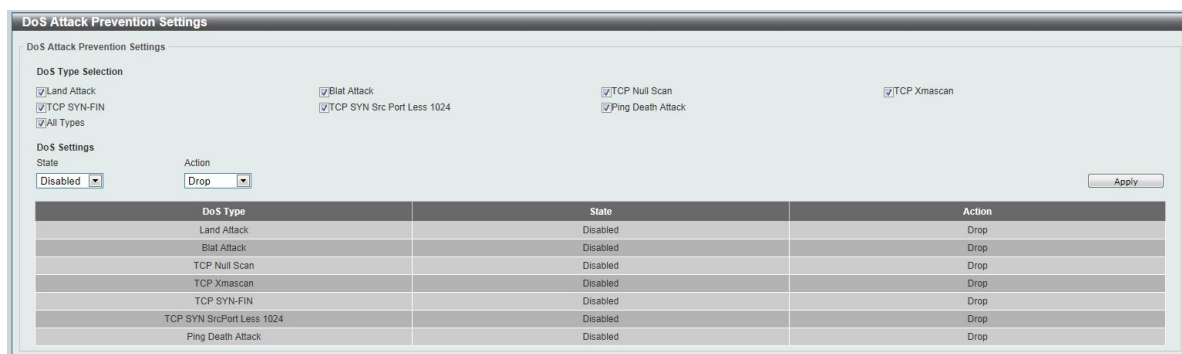 DoS Attack Prevention Settings
DoS Attack Prevention Settings
DoS Type Selection
Land Attack Blat Attack TCP Null Scan TCP Xmascan
TCP SYN-FIN TCP SYN Src Port Less 1024 Ping Death Attack
All Types
DoS Settings
State Action
Disabled Drop Apply
DoS Type State Action
Land Attack Disabled Drop
Blat Attack Disabled Drop
TCP Null Scan Disabled Drop
TCP Xmascan Disabled Drop
TCP SYN-FIN Disabled Drop
TCP SYN SrcPort Less 1024 Disabled Drop
Ping Death Attack Disabled Drop